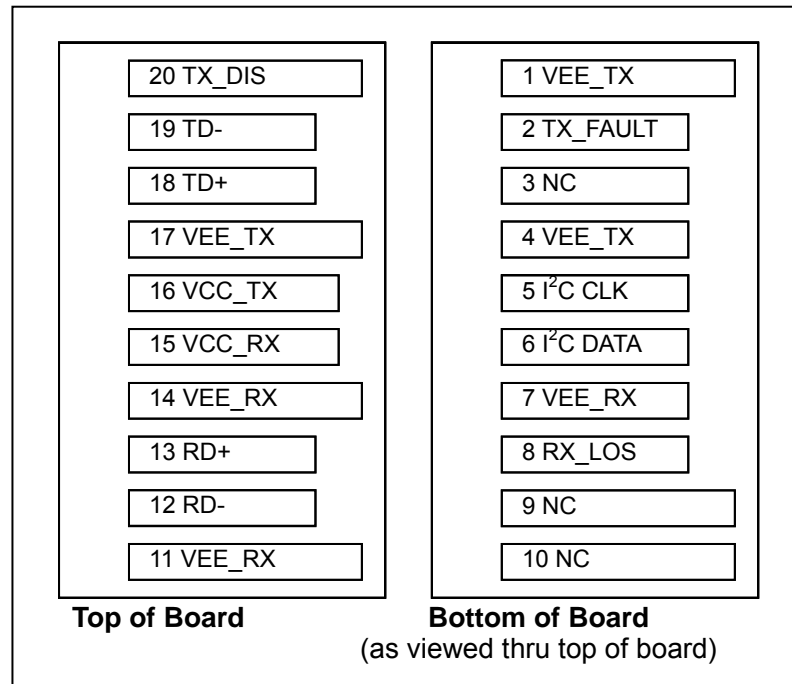 20 TX_DIS
19 TD-
18 TD+
17 VEE_TX
16 VCC_TX
15 VCC_RX
14 VEE_RX
13 RD+
12 RD-
11 VEE_RX
Top of Board
1 VEE_TX
2 TX_FAULT
3 NC
4 VEE_TX
5 I²C CLK
6 I²C DATA
7 VEE_RX
8 RX_LOS
9 NC
10 NC
Bottom of Board
(as viewed thru top of board)